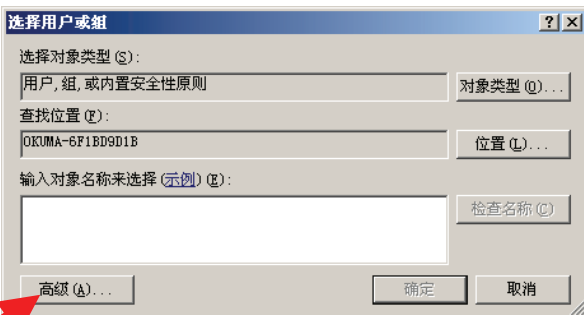 选择用户或组
选择对象类型(S):
用户,组,或内置安全性原则
对象类型(O)...
查找位置(F):
OKUMA-6F1BD9D1B
位置(L)...
输入对象名称来选择(示例)(E):
检查名称(C)
高级(A)...
确定
取消